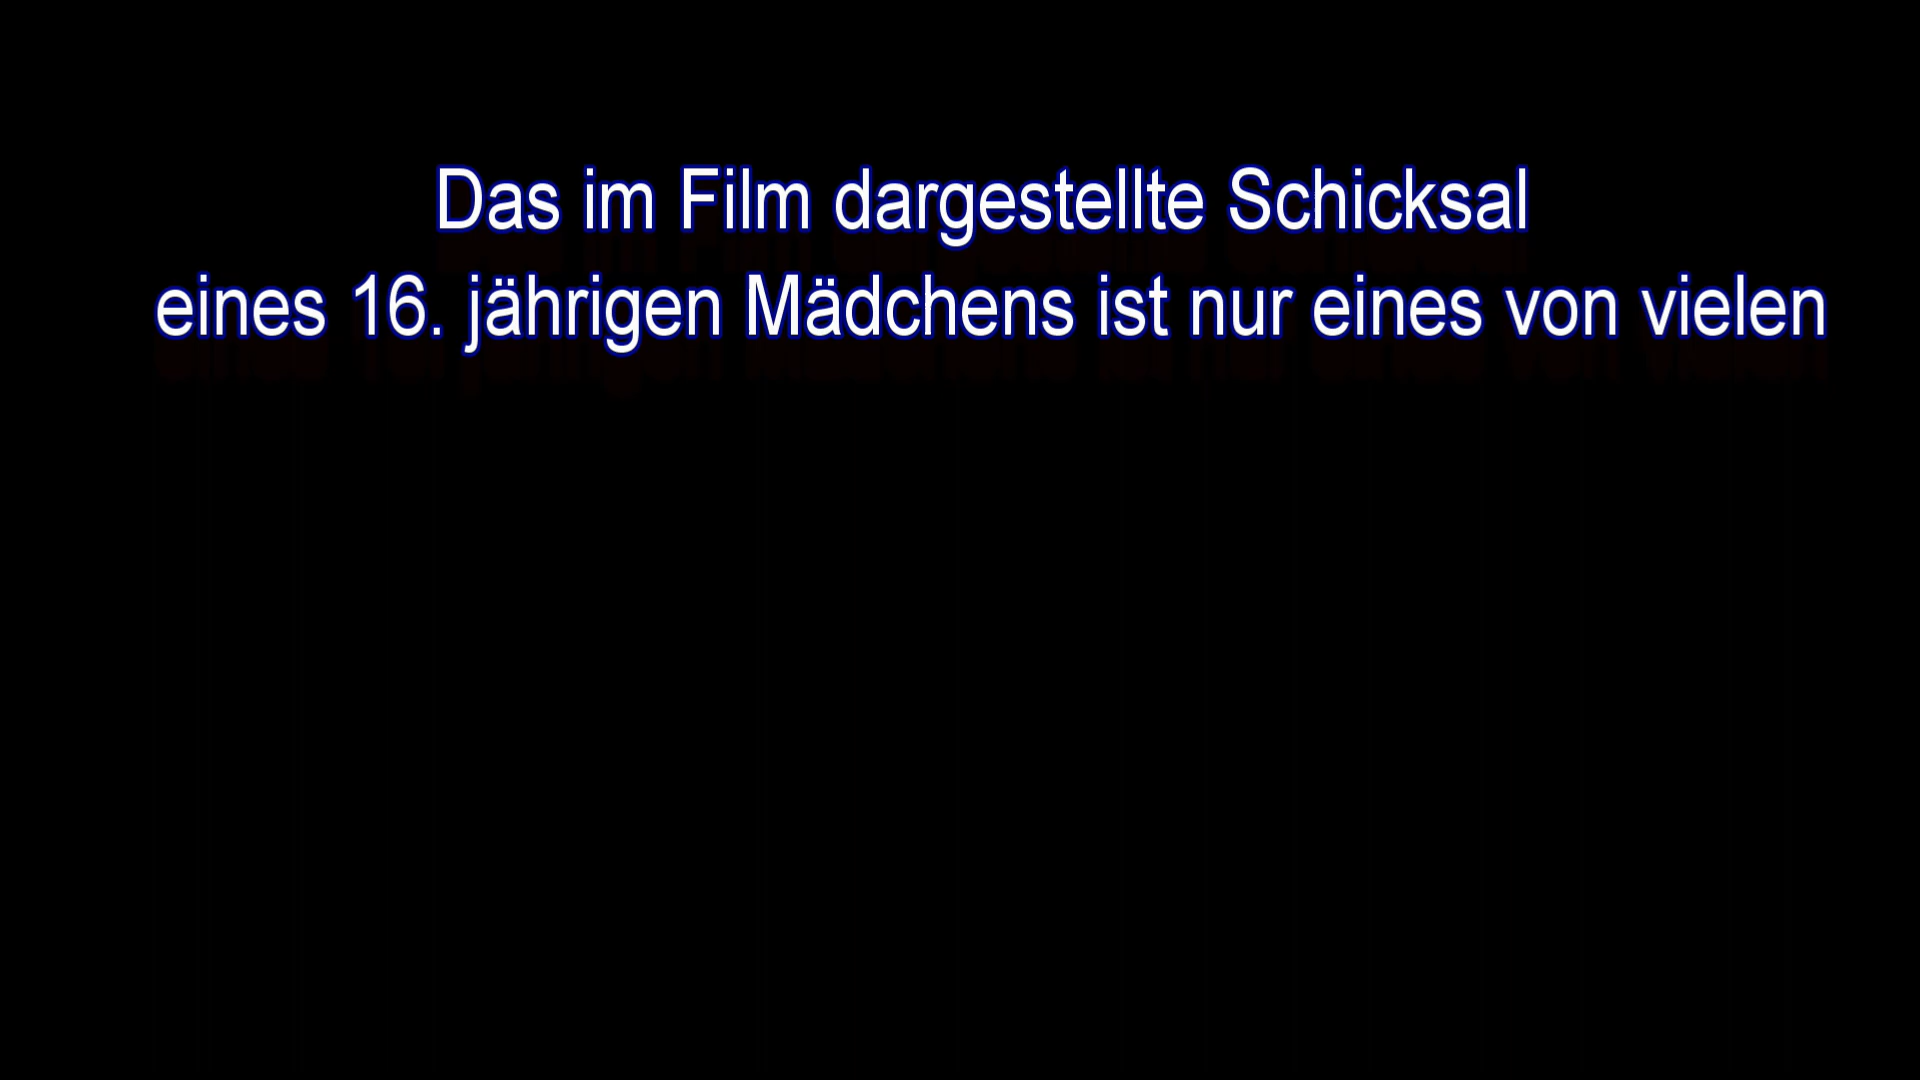 Das im Film dargestellte Schicksal
eines 16. jährigen Mädchens ist nur eines von vielen